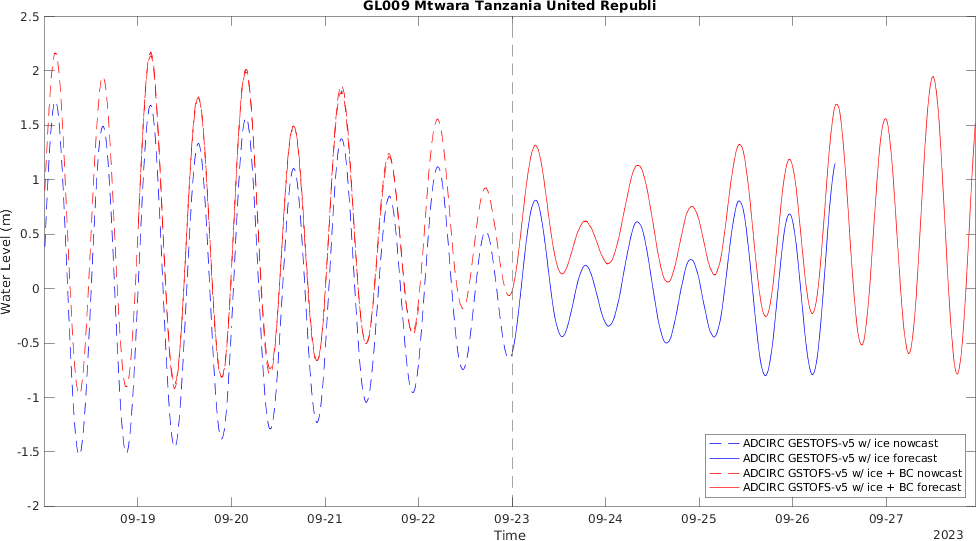 GL009 Mtwara Tanzania United Republi
2.5
2
1.5
1
0.5
0
-0.5
-1
-1.5
-2
Water Level (m)
ADCIRC GESTOFS-v5 w/ ice nowcast
ADCIRC GESTOFS-v5 w/ ice forecast
ADCIRC GSTOFS-v5 w/ ice + BC nowcast
ADCIRC GSTOFS-v5 w/ ice + BC forecast
09-19 09-20 09-21 09-22 09-23 09-24 09-25 09-26 09-27
Time
2023